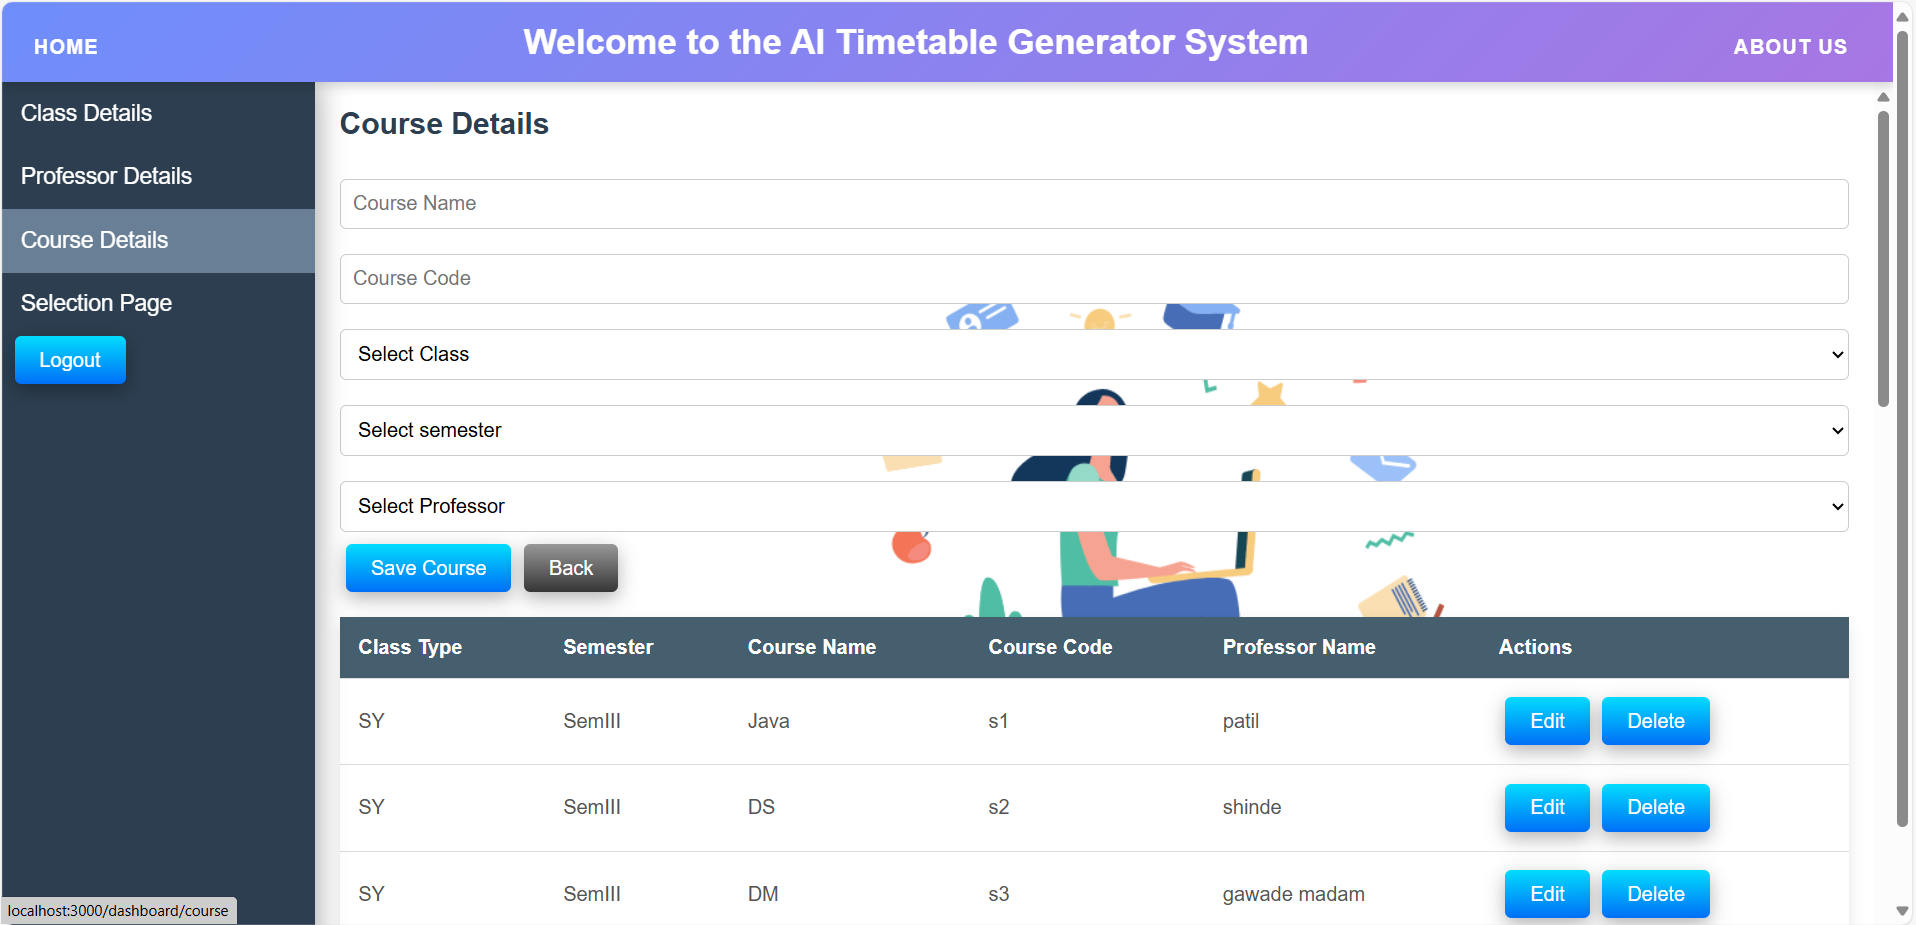 HOME
Welcome to the AI Timetable Generator System
ABOUT US
Class Details
Professor Details
Course Details
Selection Page
Logout
Course Details
Course Name
Course Code
Select Class
Select semester
Select Professor
Save Course Back
Class Type Semester Course Name Course Code Professor Name Actions
SY SemIII Java s1 patil Edit Delete
SY SemIII DS s2 shinde Edit Delete
SY SemIII DM s3 gawade madam Edit Delete
localhost:3000/dashboard/course